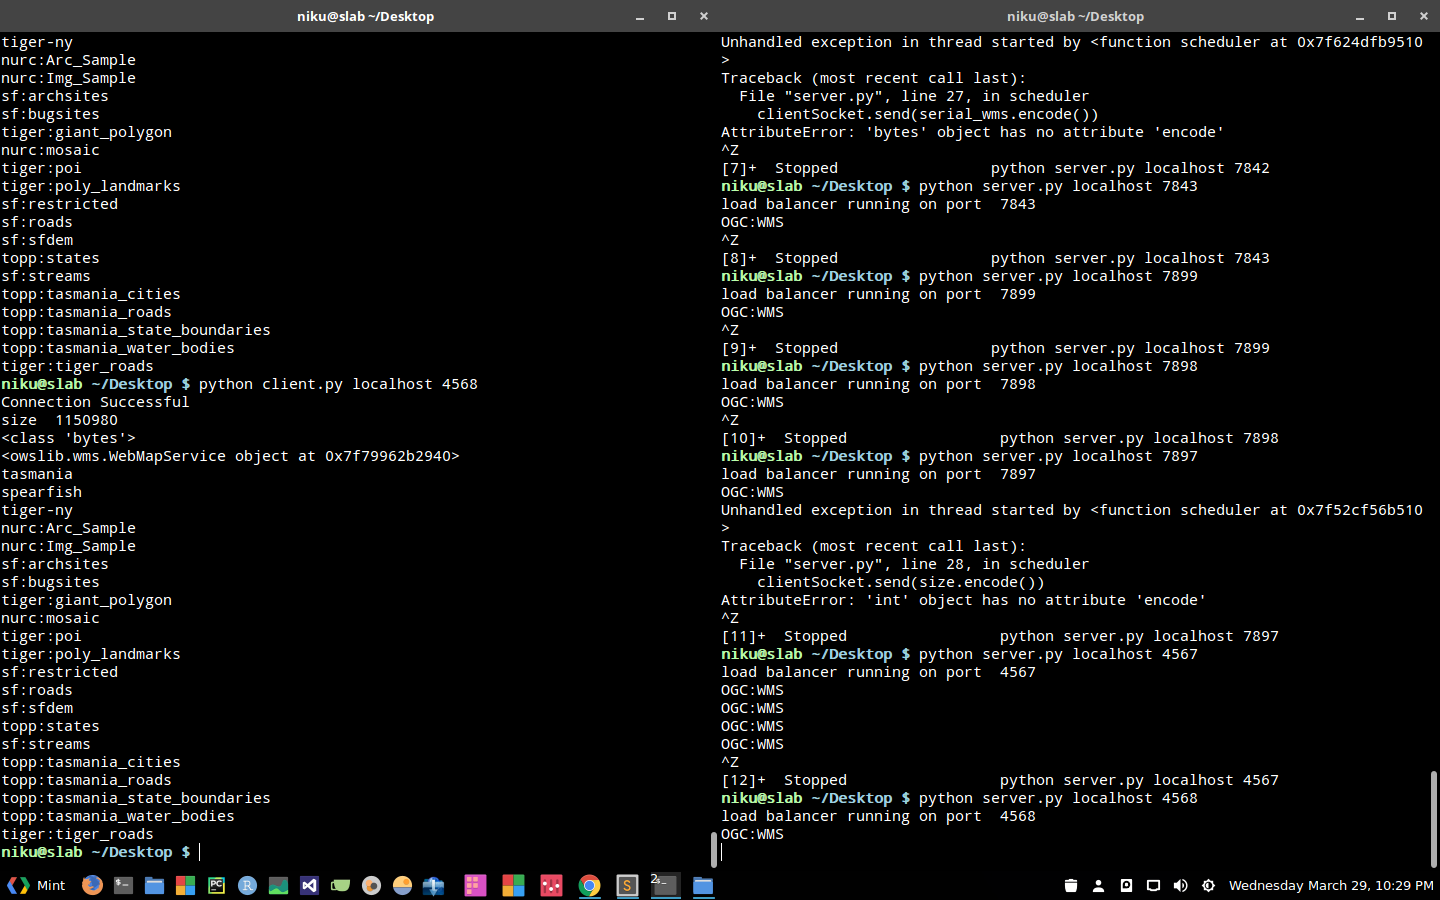 niku@slab ~/Desktop
tiger-ny
nurc:Arc_Sample
nurc:Img_Sample
sf:archsites
sf:bugsites
tiger:giant_polygon
nurc:mosaic
tiger:poi
tiger:poly_landmarks
sf:restricted
sf:roads
sf:sfdem
topp:states
sf:streams
topp:tasmania_cities
topp:tasmania_roads
topp:tasmania_state_boundaries
topp:tasmania_water_bodies
tiger:tiger_roads
niku@slab ~/Desktop $ python client.py localhost 4568
Connection Successful
size  1150980
<class 'bytes'>
<owslib.wms.WebMapService object at 0x7f79962b2940>
tasmania
spearfish
tiger-ny
nurc:Arc_Sample
nurc:Img_Sample
sf:archsites
sf:bugsites
tiger:giant_polygon
nurc:mosaic
tiger:poi
tiger:poly_landmarks
sf:restricted
sf:roads
sf:sfdem
topp:states
sf:streams
topp:tasmania_cities
topp:tasmania_roads
topp:tasmania_state_boundaries
topp:tasmania_water_bodies
tiger:tiger_roads
niku@slab ~/Desktop $
niku@slab ~/Desktop
Unhandled exception in thread started by <function scheduler at 0x7f624dfb9510
>
Traceback (most recent call last):
  File "server.py", line 27, in scheduler
    clientSocket.send(serial_wms.encode())
AttributeError: 'bytes' object has no attribute 'encode'
^Z
[7]+  Stopped                 python server.py localhost 7842
niku@slab ~/Desktop $ python server.py localhost 7843
load balancer running on port  7843
OGC:WMS
^Z
[8]+  Stopped                 python server.py localhost 7843
niku@slab ~/Desktop $ python server.py localhost 7899
load balancer running on port  7899
OGC:WMS
^Z
[9]+  Stopped                 python server.py localhost 7899
niku@slab ~/Desktop $ python server.py localhost 7898
load balancer running on port  7898
OGC:WMS
^Z
[10]+  Stopped                 python server.py localhost 7898
niku@slab ~/Desktop $ python server.py localhost 7897
load balancer running on port  7897
OGC:WMS
Unhandled exception in thread started by <function scheduler at 0x7f52cf56b510
>
Traceback (most recent call last):
  File "server.py", line 28, in scheduler
    clientSocket.send(size.encode())
AttributeError: 'int' object has no attribute 'encode'
^Z
[11]+  Stopped                 python server.py localhost 7897
niku@slab ~/Desktop $ python server.py localhost 4567
load balancer running on port  4567
OGC:WMS
OGC:WMS
OGC:WMS
OGC:WMS
^Z
[12]+  Stopped                 python server.py localhost 4567
niku@slab ~/Desktop $ python server.py localhost 4568
load balancer running on port  4568
OGC:WMS
Mint
PC
R
S
2
Wednesday March 29, 10:29 PM